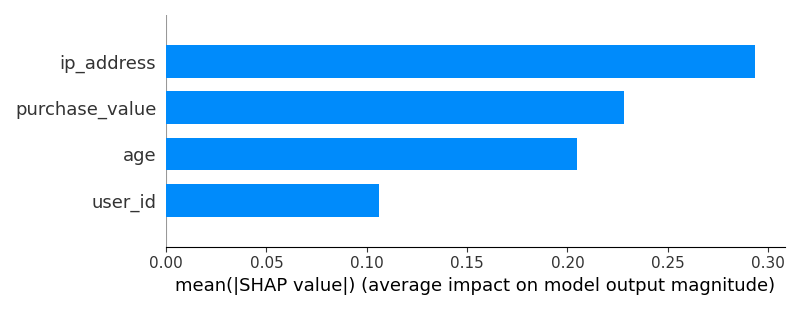 ip_address
purchase_value
age
user_id
0.00 0.05 0.10 0.15 0.20 0.25 0.30
mean(|SHAP value|) (average impact on model output magnitude)